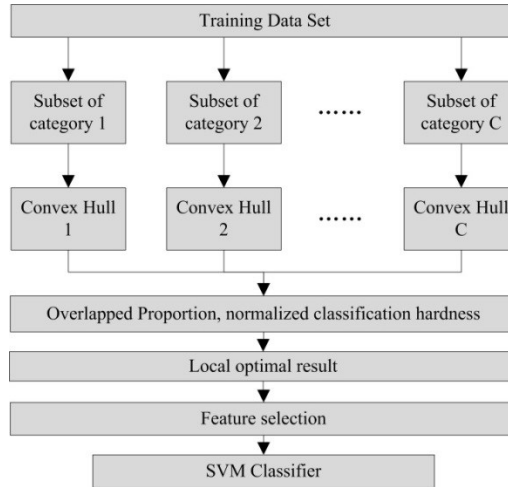 Training Data Set
Subset of category 1
Subset of category 2
......
Subset of category C
Convex Hull 1
Convex Hull 2
......
Convex Hull C
Overlapped Proportion, normalized classification hardness
Local optimal result
Feature selection
SVM Classifier